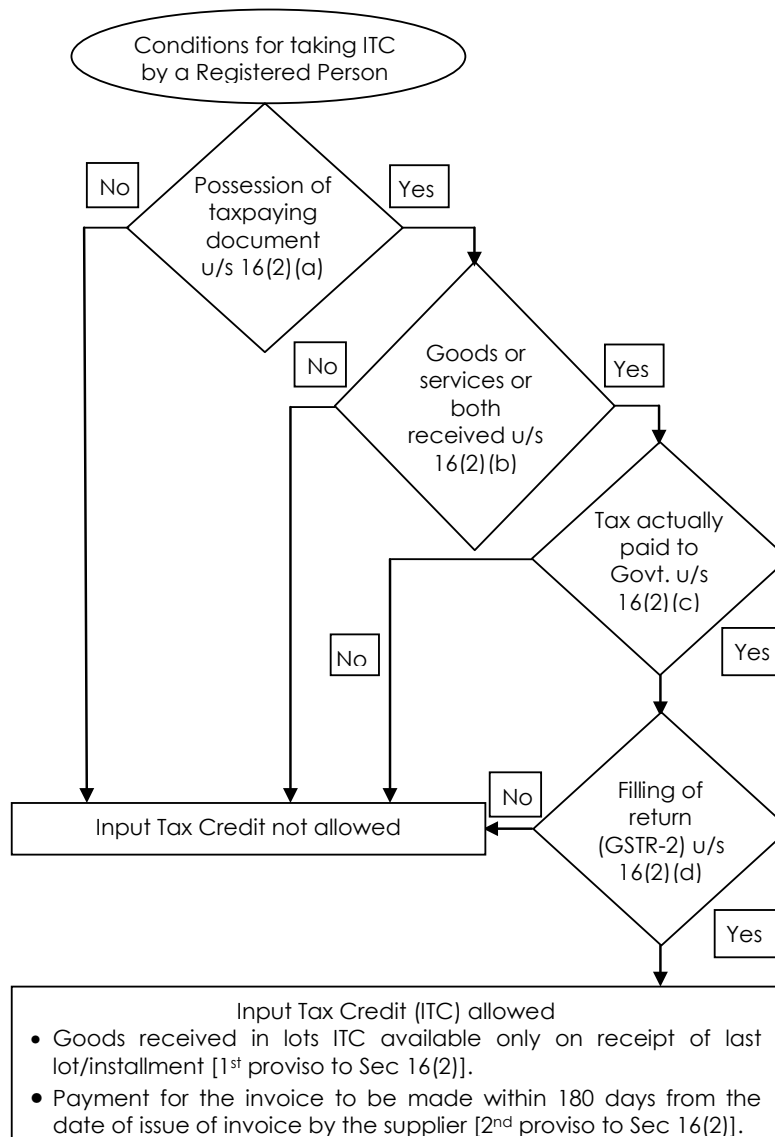 Conditions for taking ITC
by a Registered Person
No
Yes
Possession of
taxpaying
document
u/s 16(2)(a)
No
Yes
Goods or
services or
both
received u/s
16(2)(b)
Tax actually
paid to
Govt. u/s
16(2)(c)
No
Yes
No
Filling of
return
(GSTR-2) u/s
16(2)(d)
Input Tax Credit not allowed
Yes
Input Tax Credit (ITC) allowed
• Goods received in lots ITC available only on receipt of last
lot/installment [1st proviso to Sec 16(2)].
• Payment for the invoice to be made within 180 days from the
date of issue of invoice by the supplier [2nd proviso to Sec 16(2)].